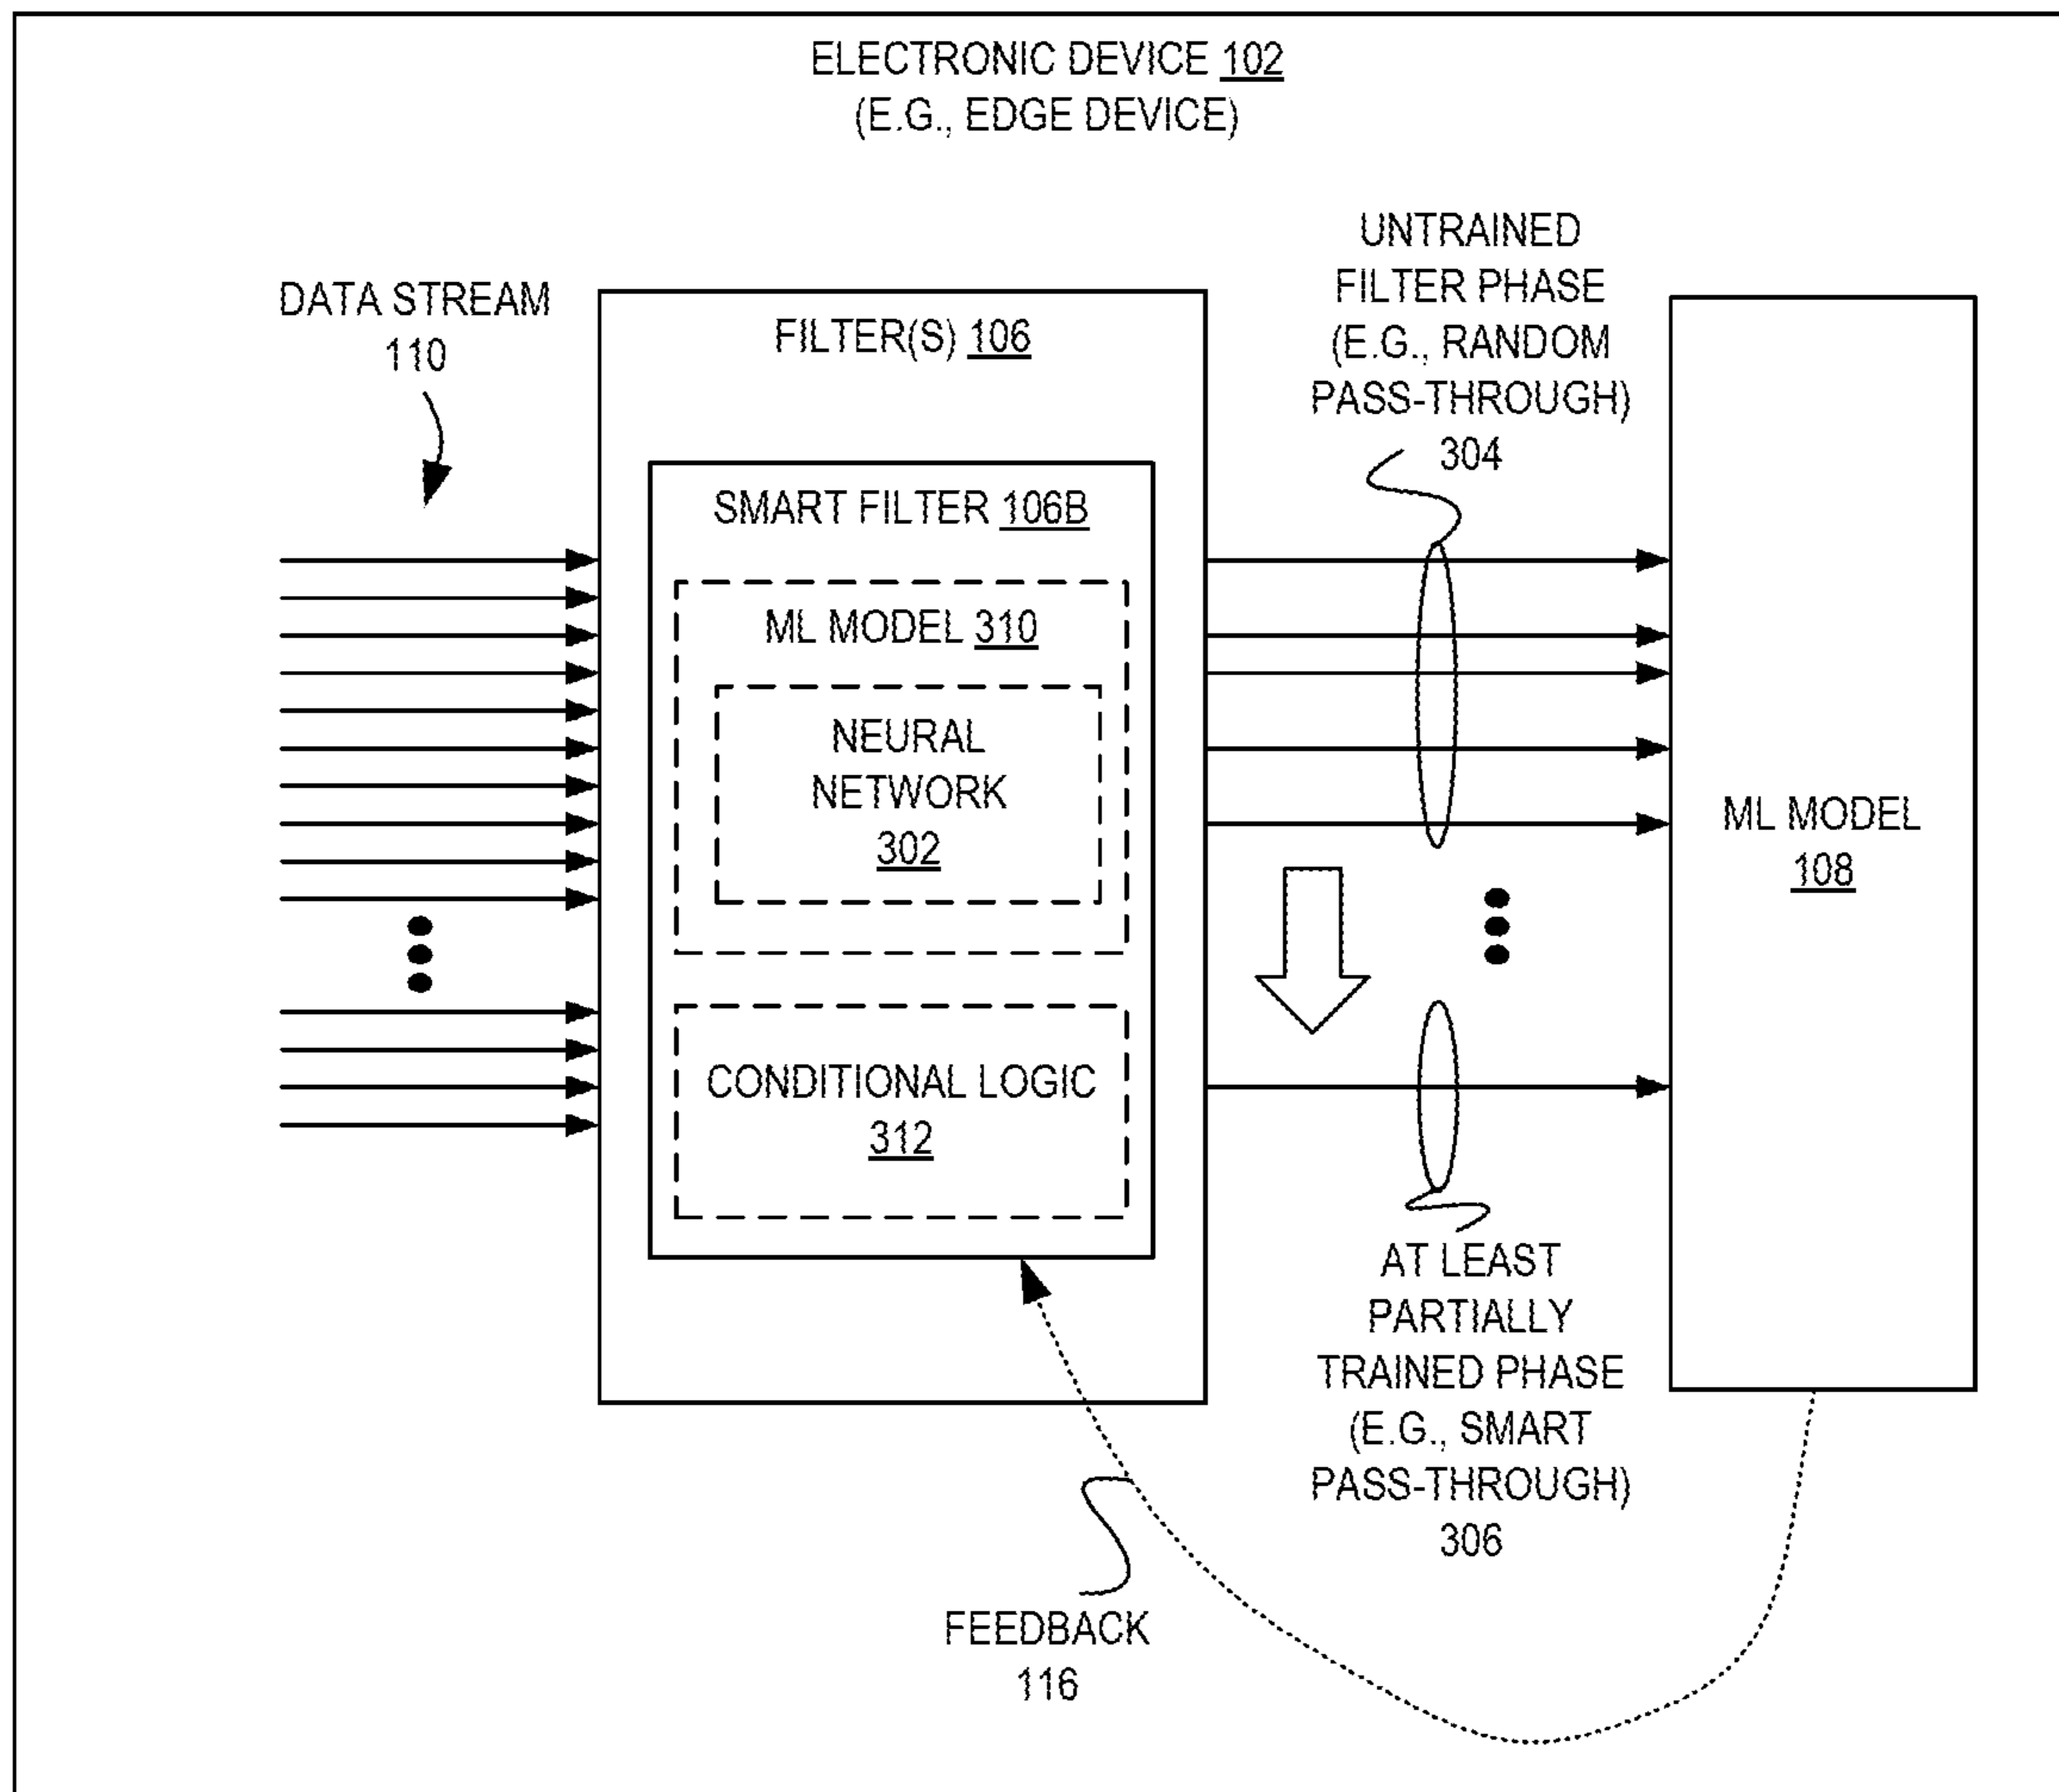 ELECTRONIC DEVICE 102
(E.G., EDGE DEVICE)
DATA STREAM
110
FILTER(S) 106
SMART FILTER 106B
ML MODEL 310
NEURAL
NETWORK
302
CONDITIONAL LOGIC
312
UNTRAINED
FILTER PHASE
(E.G., RANDOM
PASS-THROUGH)
304
ML MODEL
108
AT LEAST
PARTIALLY
TRAINED PHASE
(E.G., SMART
PASS-THROUGH)
306
FEEDBACK
116